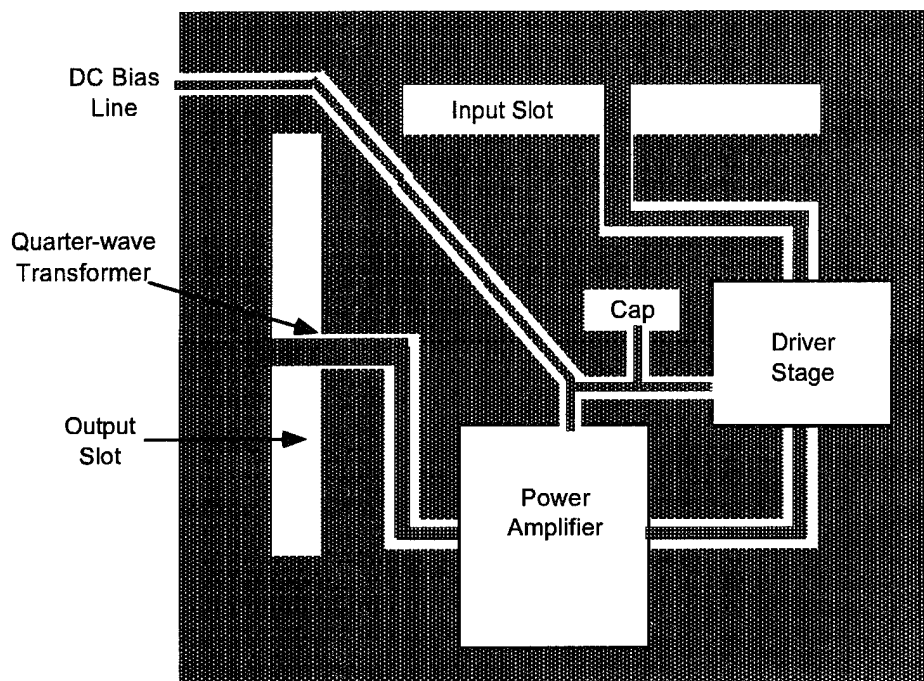 DC Bias
Line
Input Slot
Quarter-wave
Transformer
Cap
Driver
Stage
Output
Slot
Power
Amplifier